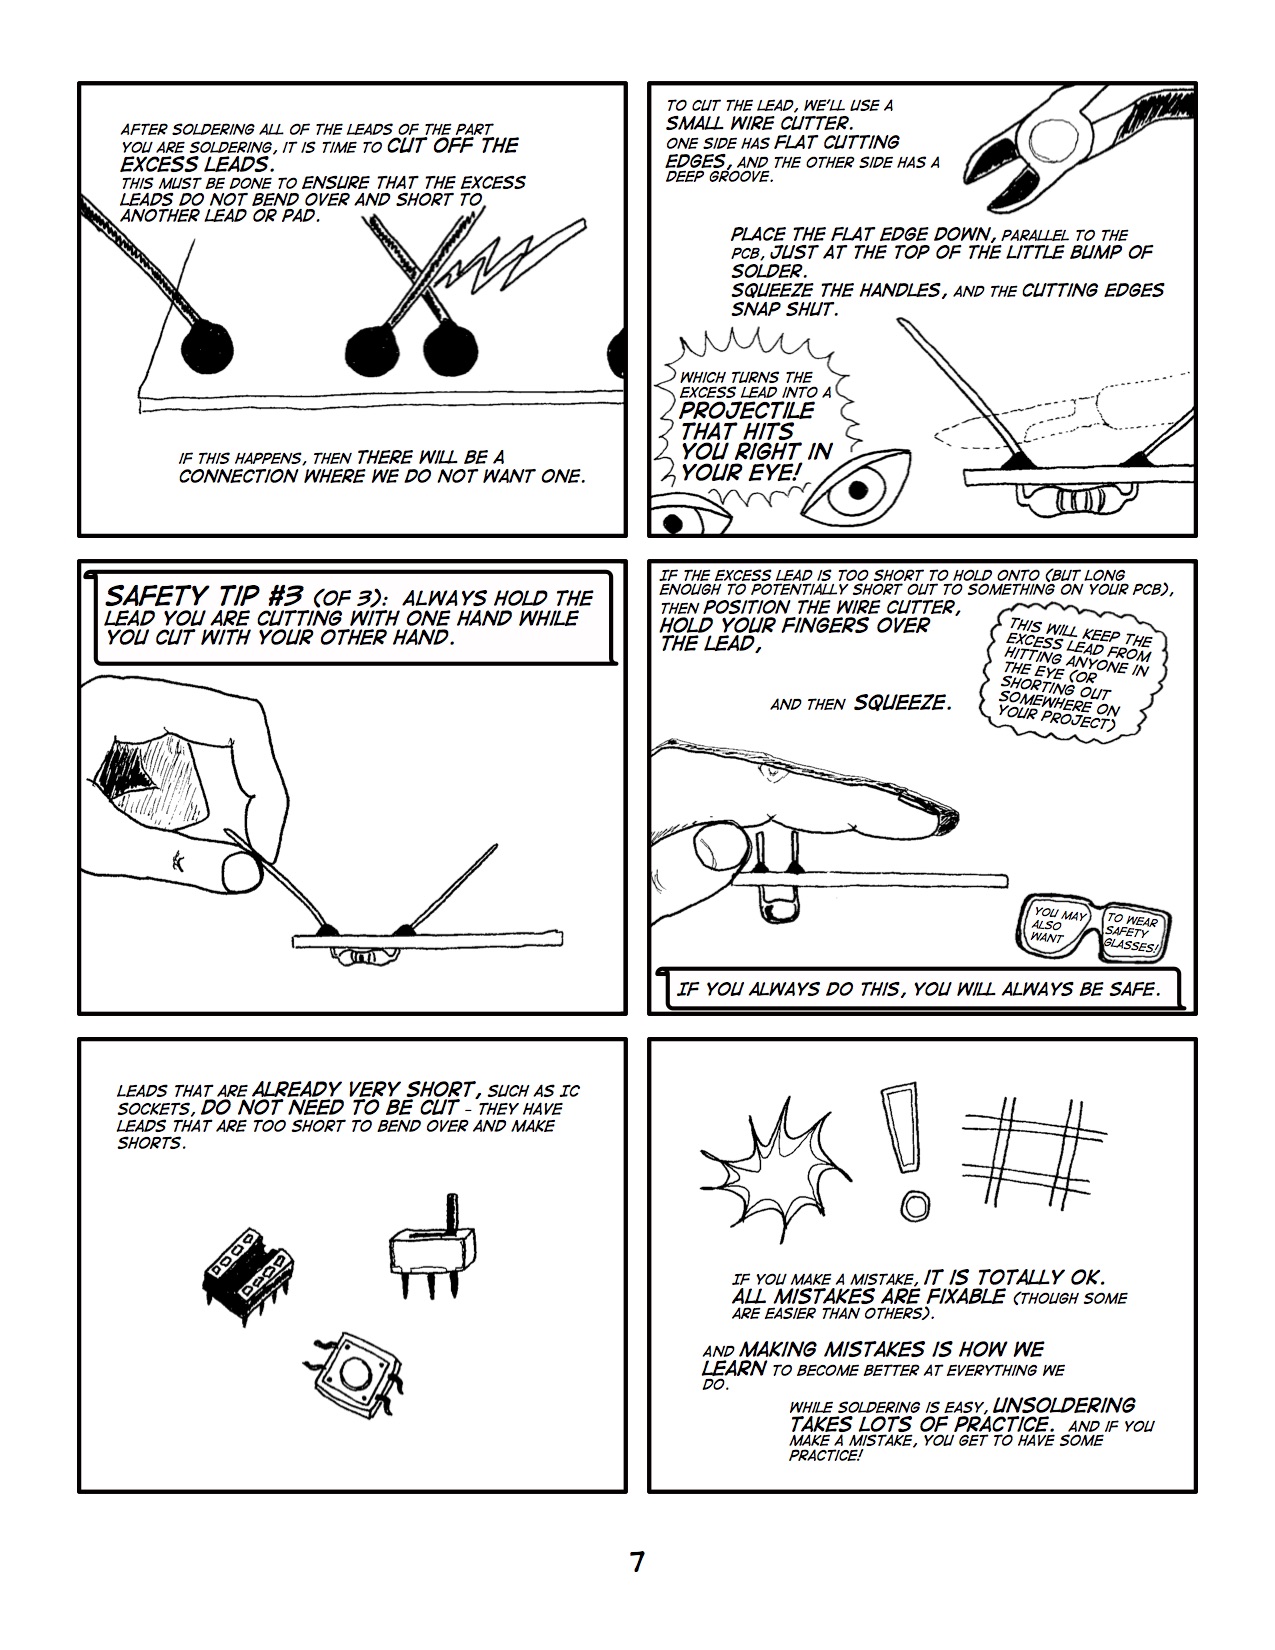 AFTER SOLDERING ALL OF THE LEADS OF THE PART
YOU ARE SOLDERING, IT IS TIME TO CUT OFF THE
EXCESS LEADS.
THIS MUST BE DONE TO ENSURE THAT THE EXCESS
LEADS DO NOT BEND OVER AND SHORT TO
ANOTHER LEAD OR PAD.
IF THIS HAPPENS, THEN THERE WILL BE A
CONNECTION WHERE WE DO NOT WANT ONE.
TO CUT THE LEAD, WE'LL USE A
SMALL WIRE CUTTER.
ONE SIDE HAS FLAT CUTTING
EDGES, AND THE OTHER SIDE HAS A
DEEP GROOVE.
PLACE THE FLAT EDGE DOWN, PARALLEL TO THE
PCB, JUST AT THE TOP OF THE LITTLE BUMP OF
SOLDER.
SQUEEZE THE HANDLES, AND THE CUTTING EDGES
SNAP SHUT.
WHICH TURNS THE
EXCESS LEAD INTO A
PROJECTILE
THAT HITS
YOU RIGHT IN
YOUR EYE!
SAFETY TIP #3 (OF 3): ALWAYS HOLD THE
LEAD YOU ARE CUTTING WITH ONE HAND WHILE
YOU CUT WITH YOUR OTHER HAND.
IF THE EXCESS LEAD IS TOO SHORT TO HOLD ONTO (BUT LONG
ENOUGH TO POTENTIALLY SHORT OUT TO SOMETHING ON YOUR PCB),
THEN POSITION THE WIRE CUTTER,
HOLD YOUR FINGERS OVER
THE LEAD,
AND THEN SQUEEZE.
THIS WILL KEEP THE
EXCESS LEAD FROM
HITTING ANYONE IN
THE EYE (OR
SHORTING OUT
SOMEWHERE ON
YOUR PROJECT)
YOU MAY
ALSO
WANT
TO WEAR
SAFETY
GLASSES!
IF YOU ALWAYS DO THIS, YOU WILL ALWAYS BE SAFE.
LEADS THAT ARE ALREADY VERY SHORT, SUCH AS IC
SOCKETS, DO NOT NEED TO BE CUT - THEY HAVE
LEADS THAT ARE TOO SHORT TO BEND OVER AND MAKE
SHORTS.
! #
IF YOU MAKE A MISTAKE, IT IS TOTALLY OK.
ALL MISTAKES ARE FIXABLE (THOUGH SOME
ARE EASIER THAN OTHERS).
AND MAKING MISTAKES IS HOW WE
LEARN TO BECOME BETTER AT EVERYTHING WE
DO.
WHILE SOLDERING IS EASY, UNSOLDERING
TAKES LOTS OF PRACTICE. AND IF YOU
MAKE A MISTAKE, YOU GET TO HAVE SOME
PRACTICE!
7